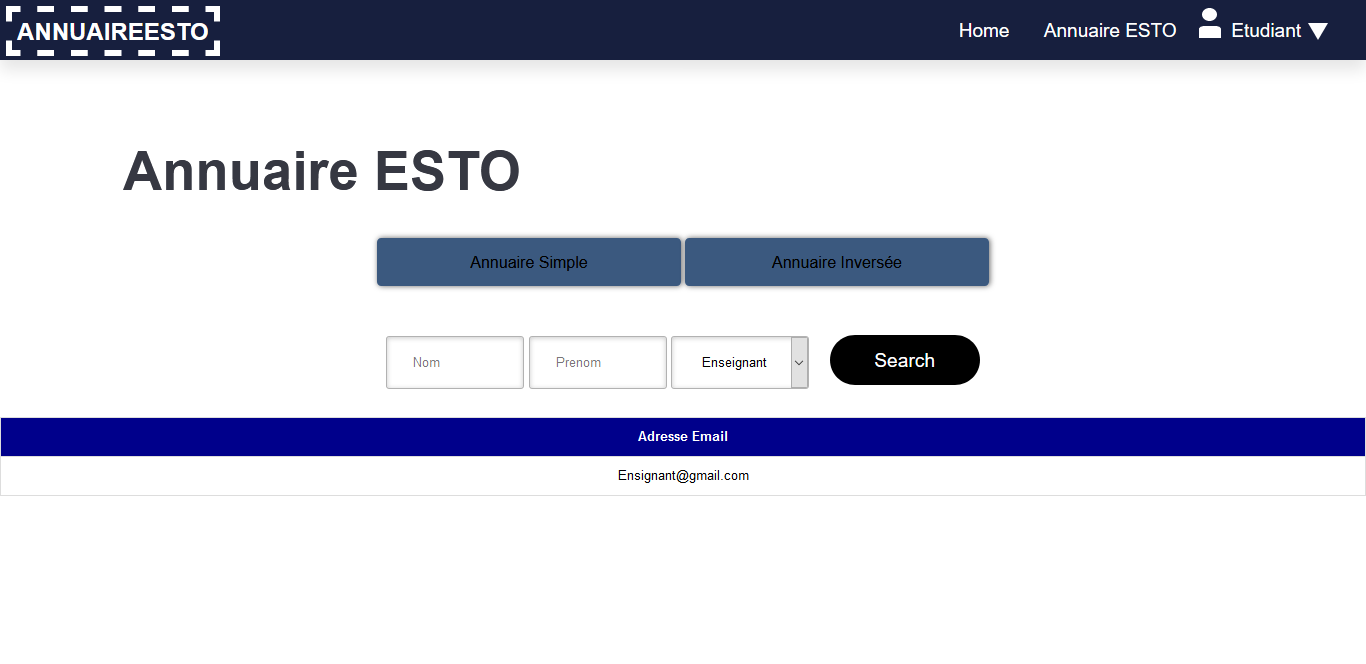 ANNUAIREESTO
Home
Annuaire ESTO
Etudiant
Annuaire ESTO
Annuaire Simple
Annuaire Inversée
Nom
Prenom
Enseignant
Search
Adresse Email
Ensignant@gmail.com